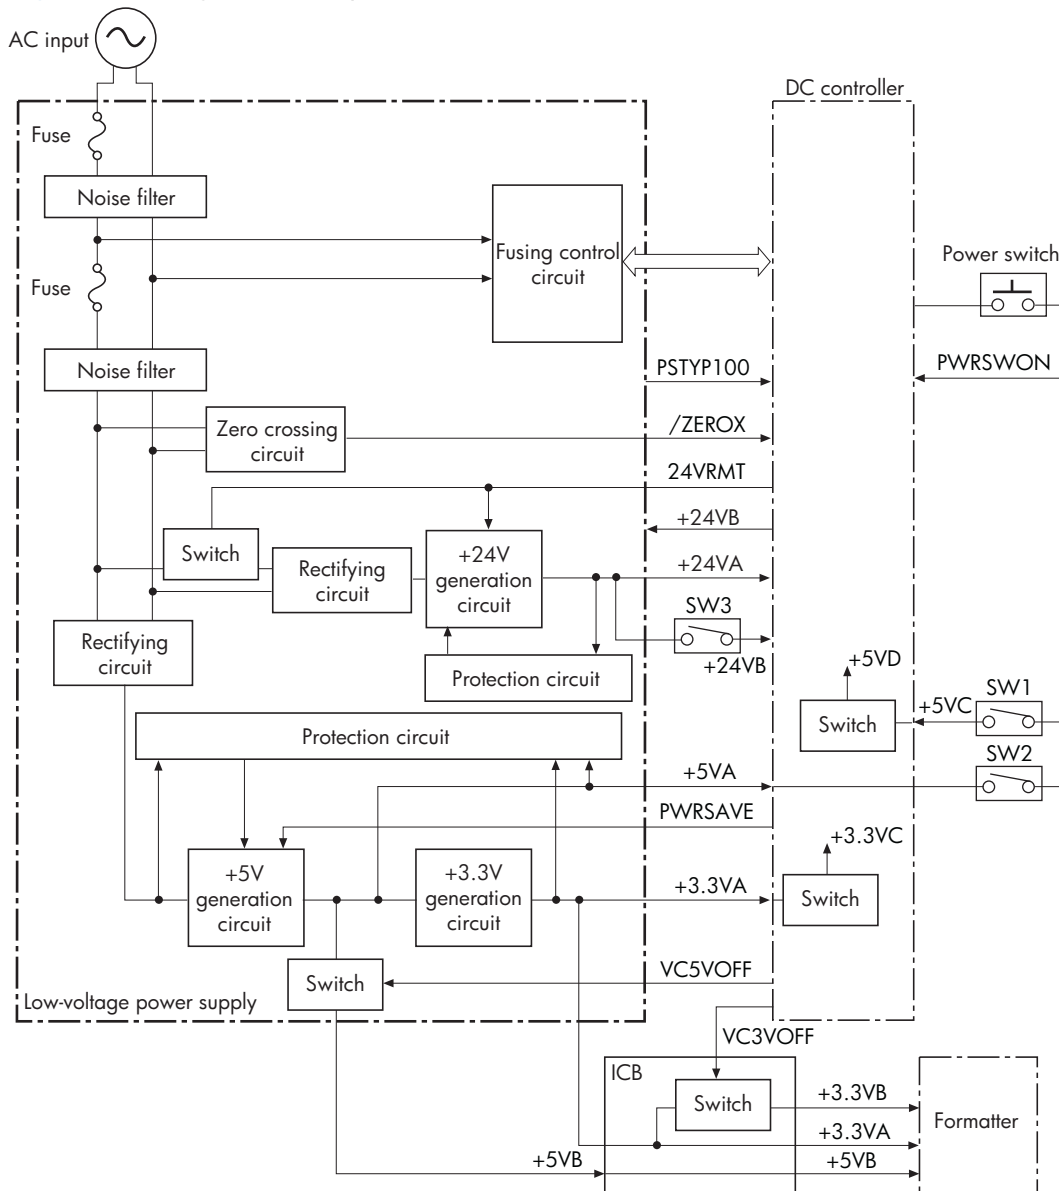 AC input
DC controller
Fuse
Noise filter
Fusing control
circuit
Power switch
Fuse
Noise filter
PSTYP100
PWRSWON
Zero crossing
circuit
/ZEROX
24VRMT
+24VB
Switch
Rectifying
circuit
+24V
generation
circuit
+24VA
SW3
+24VB
Rectifying
circuit
Protection circuit
+5VD
Switch
+5VC
SW1
Protection circuit
+5VA
SW2
PWRSAVE
+3.3VC
+5V
generation
circuit
+3.3V
generation
circuit
+3.3VA
Switch
Switch
VC5VOFF
Low-voltage power supply
VC3VOFF
ICB
Switch
+3.3VB
Formatter
+3.3VA
+5VB
+5VB